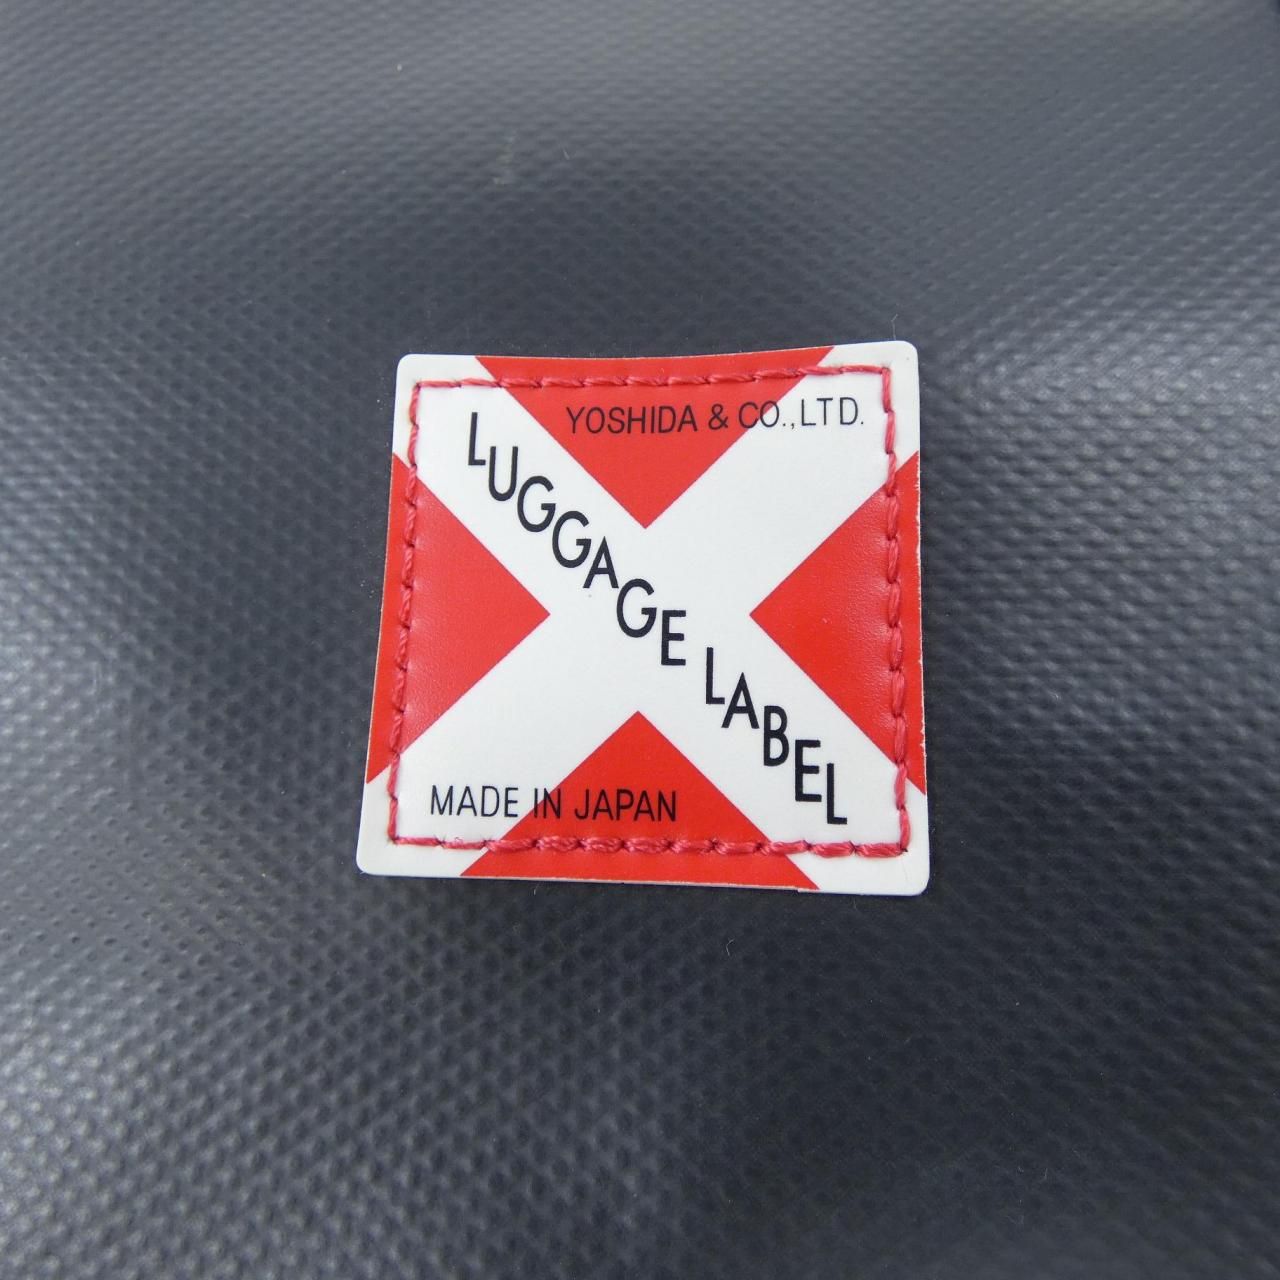 YOSHIDA & CO.,LTD.
LUGGAGE LABEL
MADE IN JAPAN